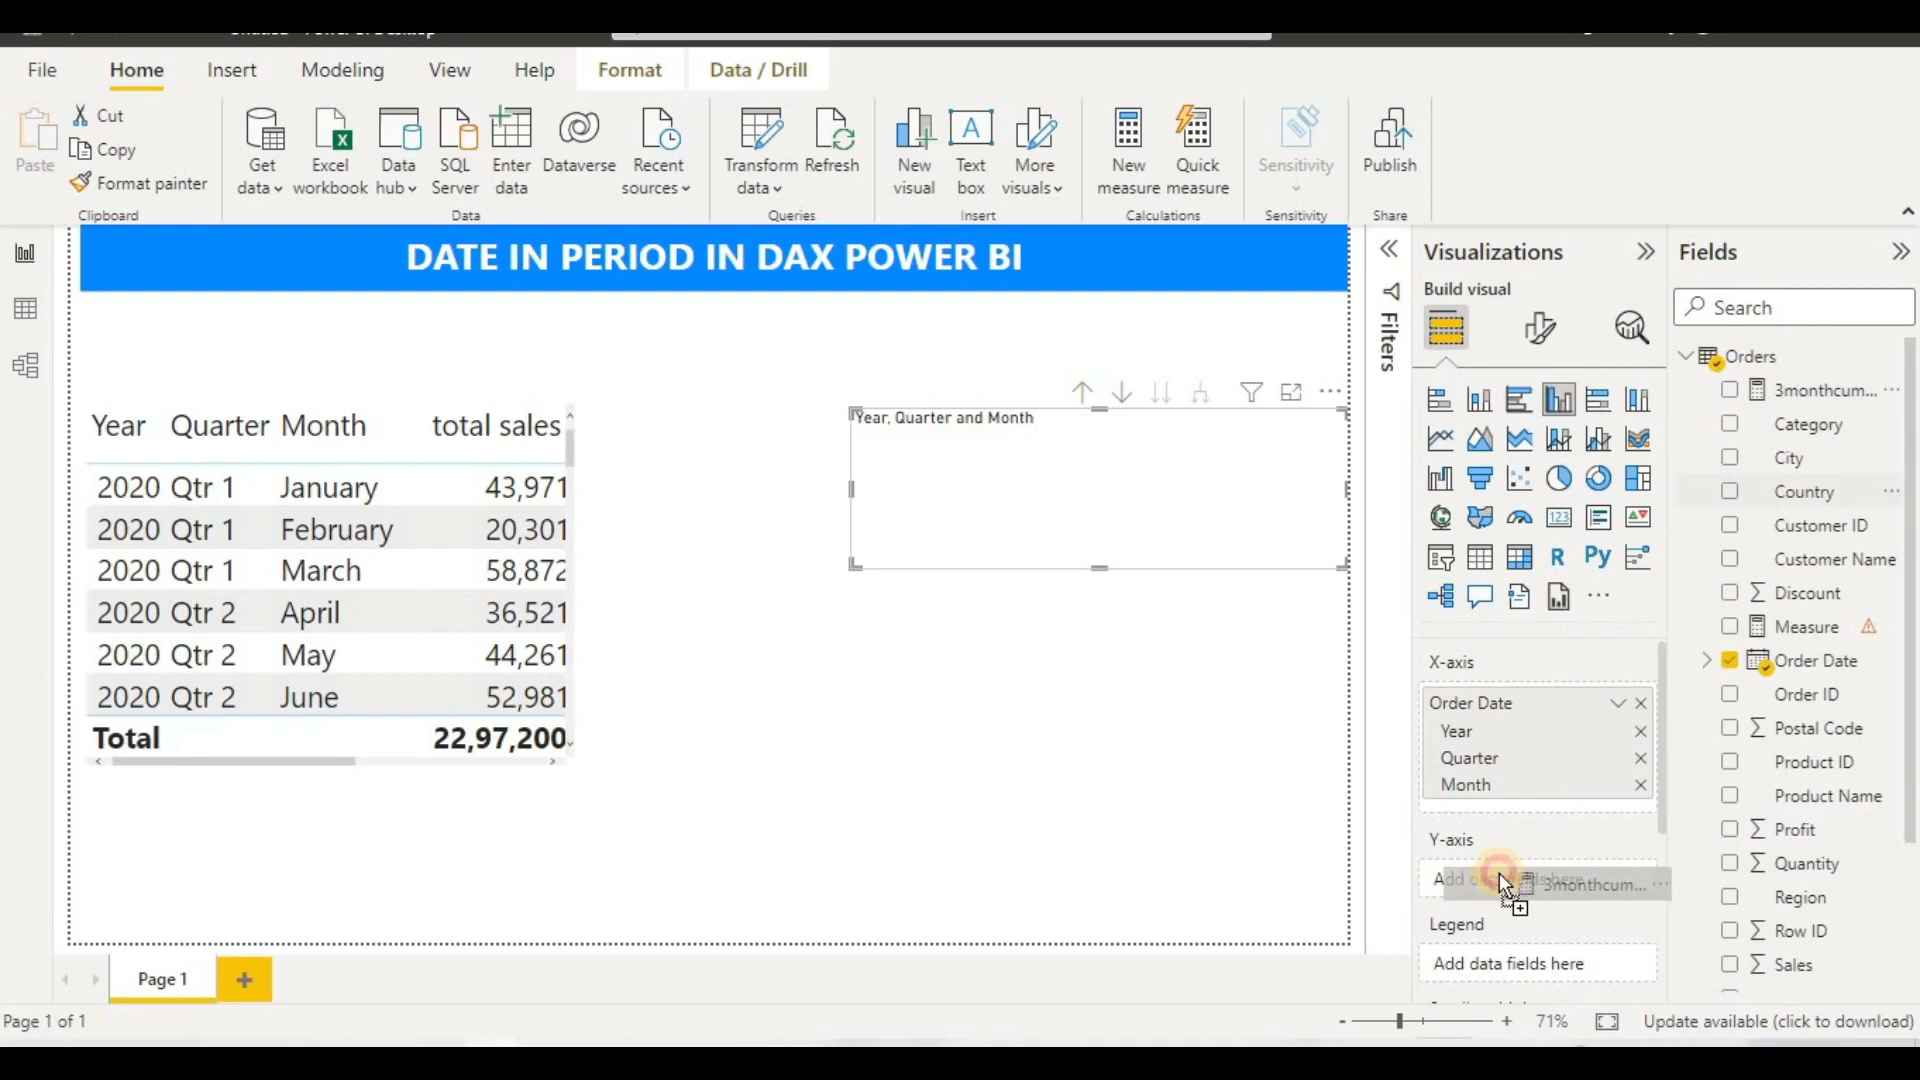 File Home Insert Modeling View Help Format Data / Drill
Paste
Cut
Copy
Format painter
Clipboard
Get data
Excel workbook
Data hub
SQL Server
Enter data
Dataverse
Recent sources
Data
Transform data
Refresh
Queries
New visual
Text box
More visuals
Insert
New measure
Quick measure
Calculations
Sensitivity
Sensitivity
Publish
Share
DATE IN PERIOD IN DAX POWER BI
Year Quarter Month total sales
2020 Qtr 1 January 43,971
2020 Qtr 1 February 20,301
2020 Qtr 1 March 58,872
2020 Qtr 2 April 36,521
2020 Qtr 2 May 44,261
2020 Qtr 2 June 52,981
Total 22,97,200
Year, Quarter and Month
Filters
Visualizations
Build visual
123
R
Py
X-axis
Order Date
Year
Quarter
Month
Y-axis
3monthcum...
Legend
Add data fields here
Fields
Search
Orders
3monthcum...
Category
City
Country
Customer ID
Customer Name
Discount
Measure
Order Date
Order ID
Postal Code
Product ID
Product Name
Profit
Quantity
Region
Row ID
Sales
Page 1
Page 1 of 1
71%
Update available (click to download)